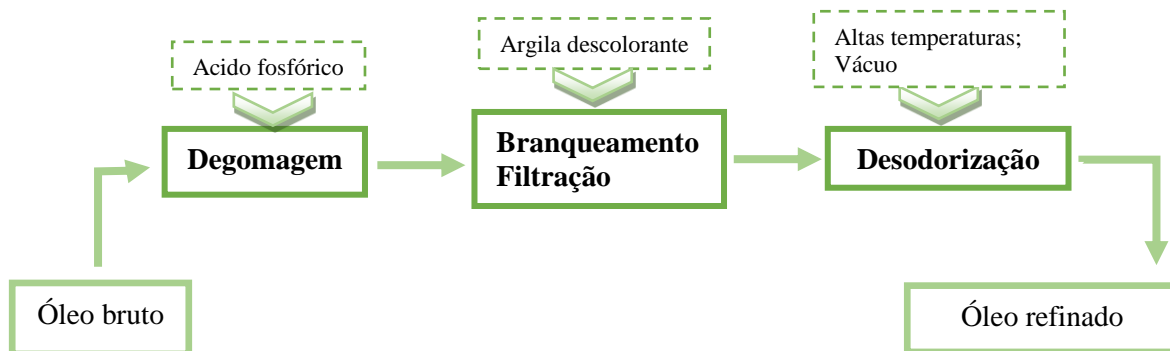 Acido fosfórico
Argila descolorante
Altas temperaturas;
Vácuo
Degomagem
Branqueamento
Filtração
Desodorização
Óleo bruto
Óleo refinado